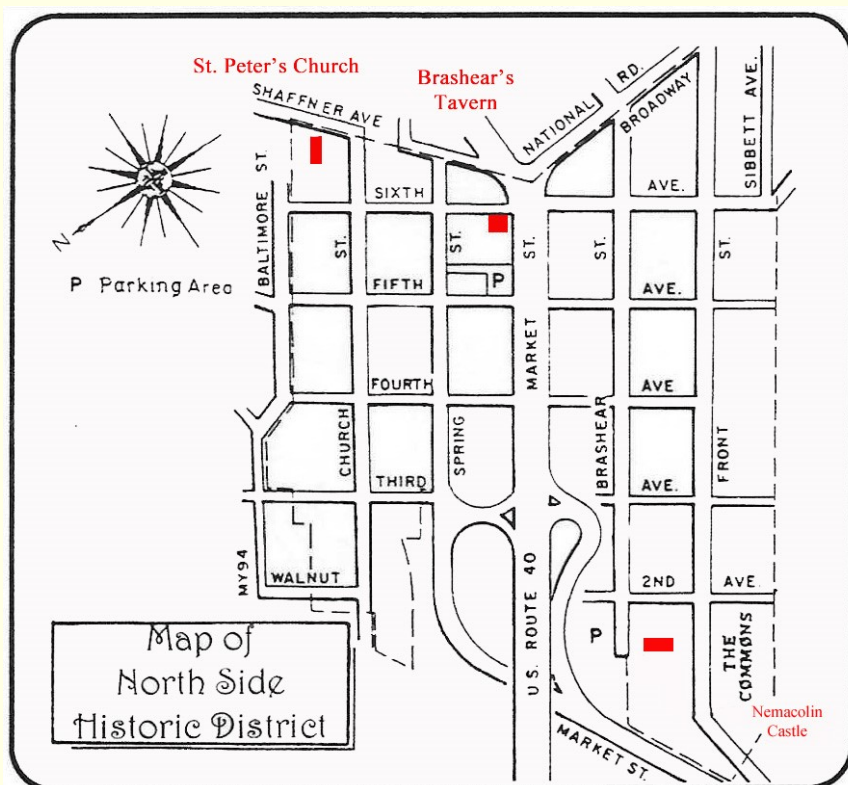 St. Peter's Church
Brashear's
Tavern
SHAFFNER AVE
NATIONAL RD.
BROADWAY
SIBBETT AVE.
BALTIMORE ST.
N
P Parking Area
SIXTH
AVE.
ST.
ST.
ST.
ST.
ST.
FIFTH
P
AVE.
MARKET
FOURTH
AVE
CHURCH
SPRING
BRASHEAR
FRONT
THIRD
AVE.
MY94
WALNUT
U.S. ROUTE 40
2ND
AVE.
P
THE
COMMONS
Map of
North Side
Historic District
MARKET ST.
Nemacolin
Castle